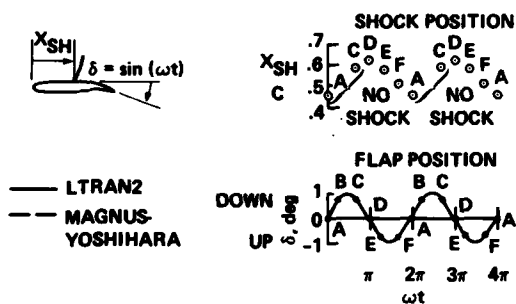 X_SH
δ = sin (ωt)
LTRAN2
MAGNUS-
YOSHIHARA
SHOCK POSITION
X_SH
C
.7
.6
.5
.4
A C D E F A C D E F A
NO NO
SHOCK SHOCK
FLAP POSITION
DOWN
UP
δ, deg
1
0
-1
B C B C
A D A D A
E F E F
π 2π 3π 4π
ωt